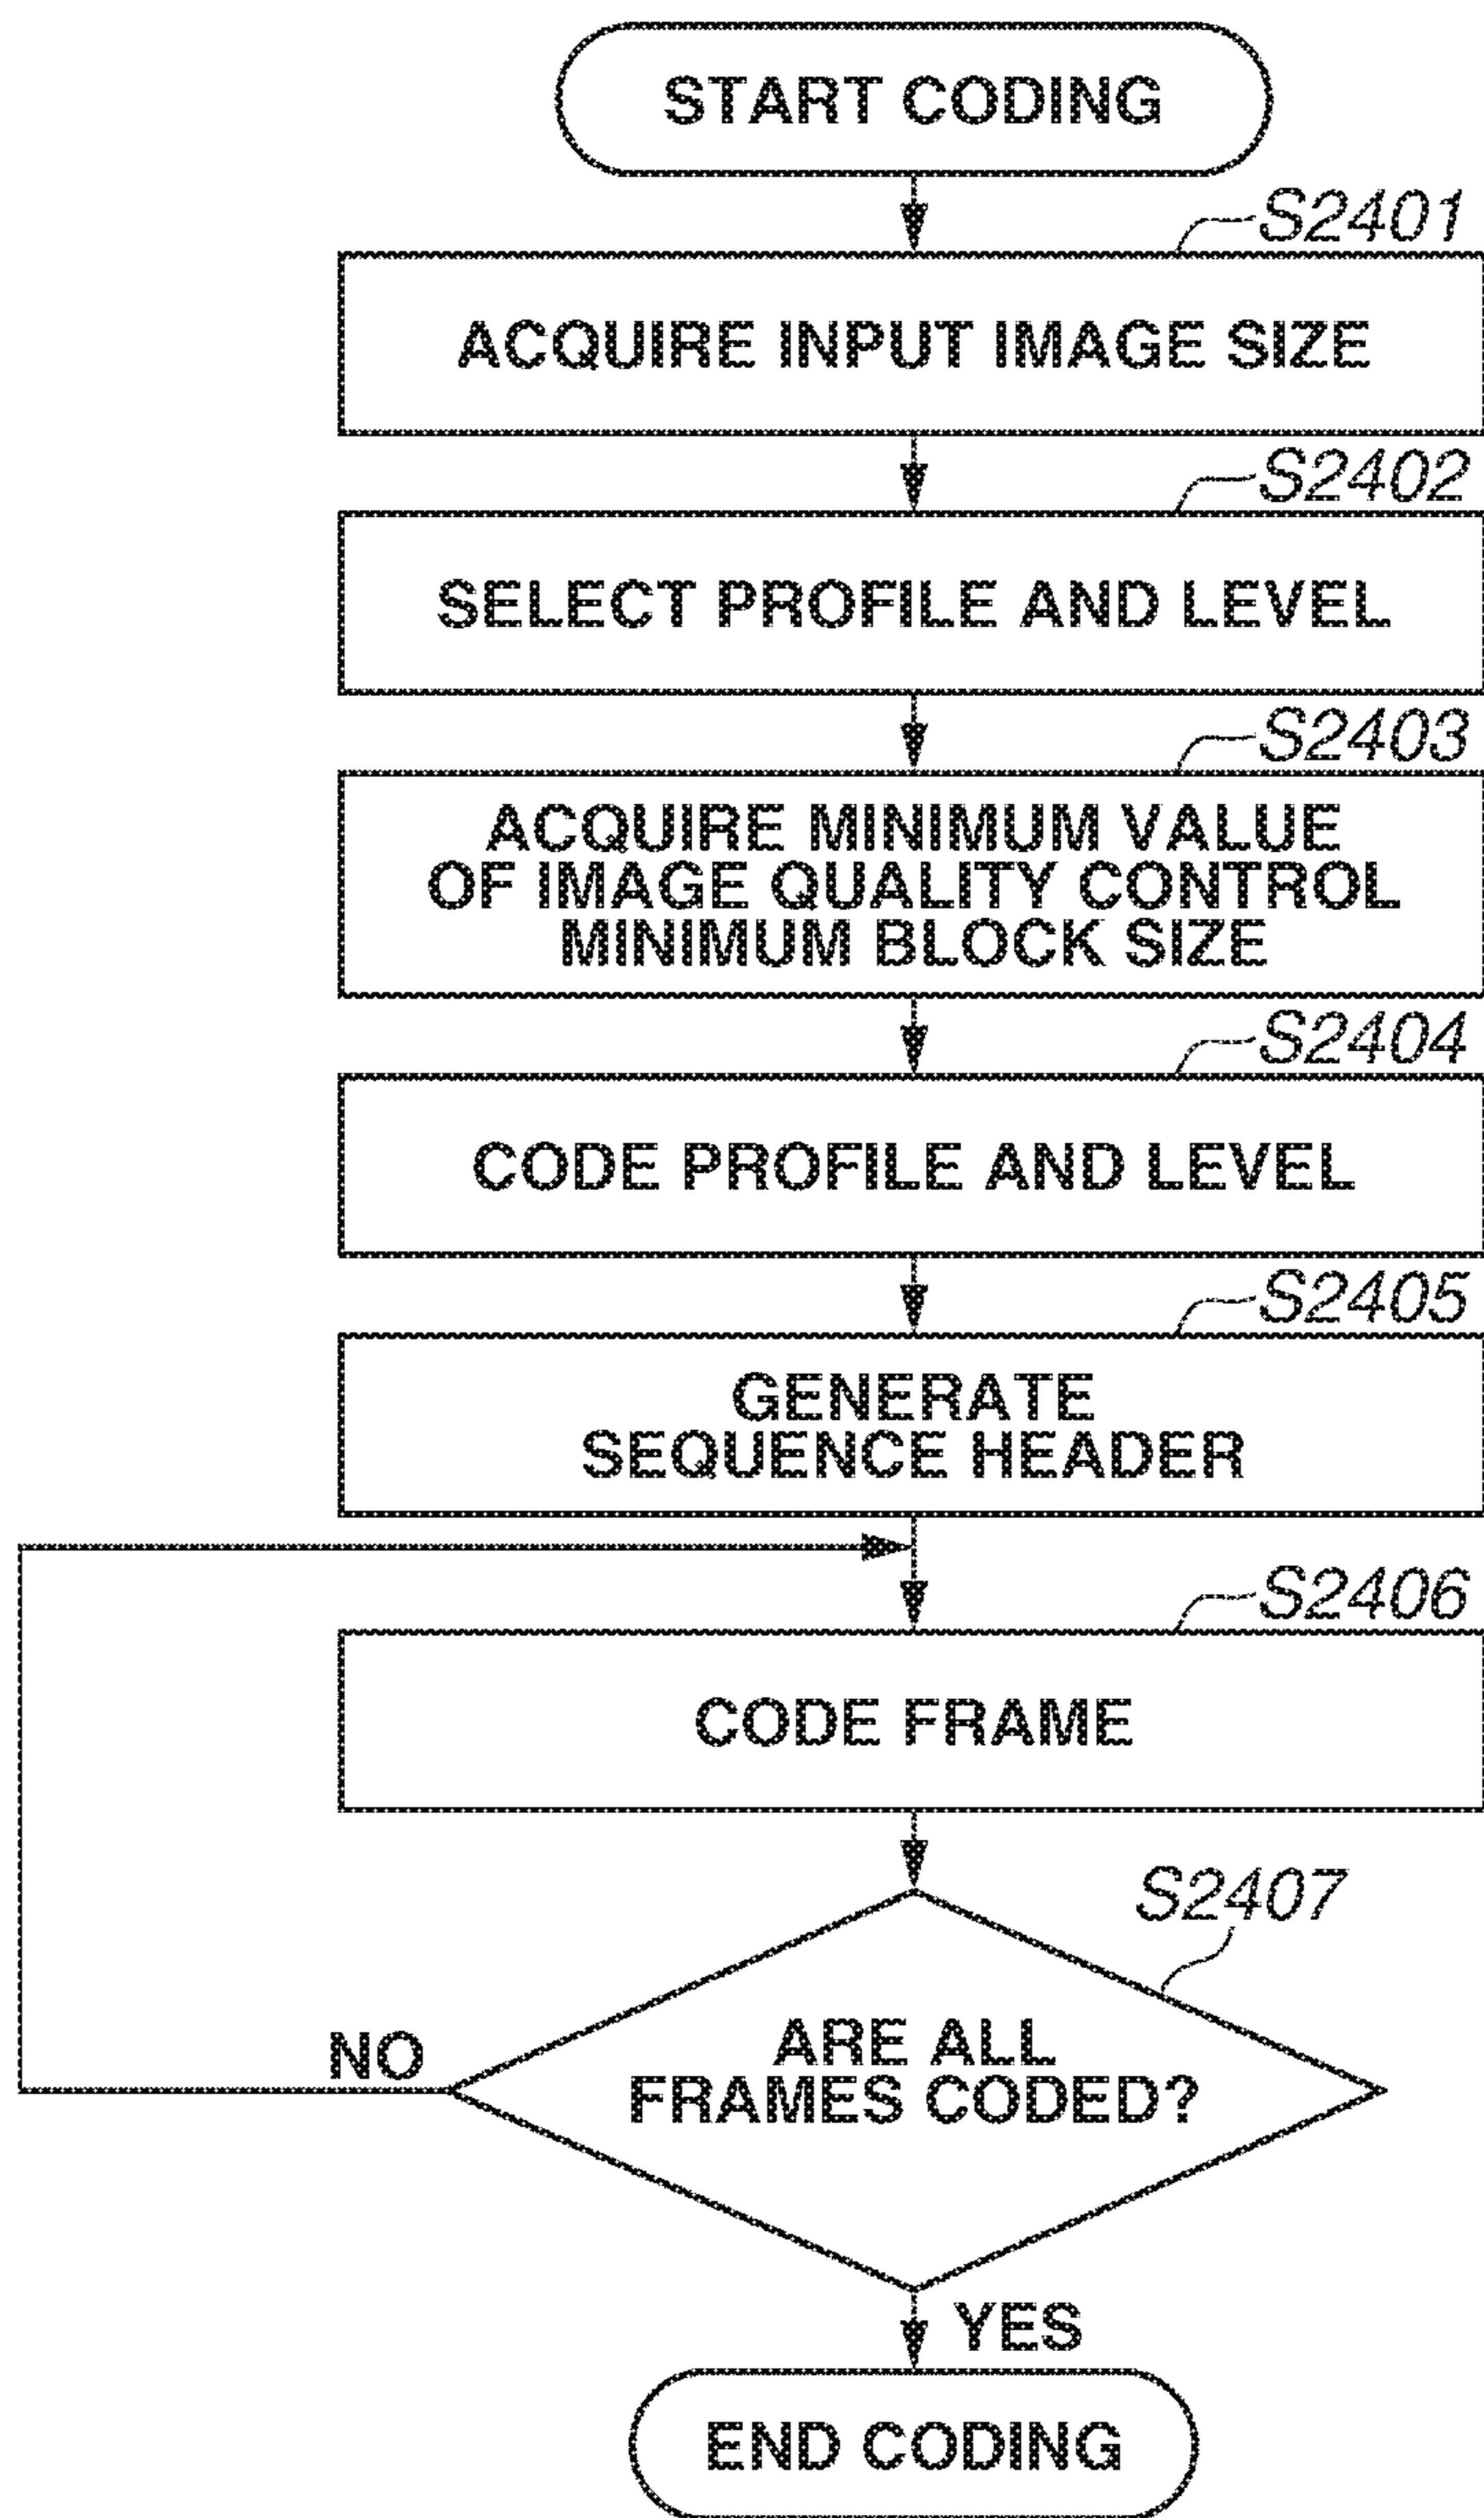 START CODING
S2401
ACQUIRE INPUT IMAGE SIZE
S2402
SELECT PROFILE AND LEVEL
S2403
ACQUIRE MINIMUM VALUE
OF IMAGE QUALITY CONTROL
MINIMUM BLOCK SIZE
S2404
CODE PROFILE AND LEVEL
S2405
GENERATE
SEQUENCE HEADER
S2406
CODE FRAME
S2407
ARE ALL
FRAMES CODED?
NO
YES
END CODING